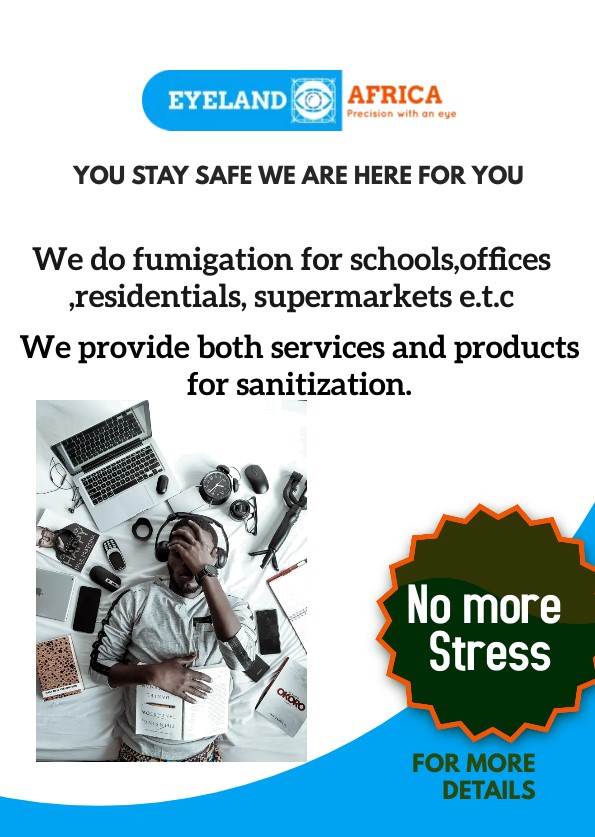 EYELAND AFRICA
Precision with an eye
YOU STAY SAFE WE ARE HERE FOR YOU
We do fumigation for schools,offices
,residentials, supermarkets e.t.c
We provide both services and products
for sanitization.
OKORO
No more
Stress
FOR MORE
DETAILS